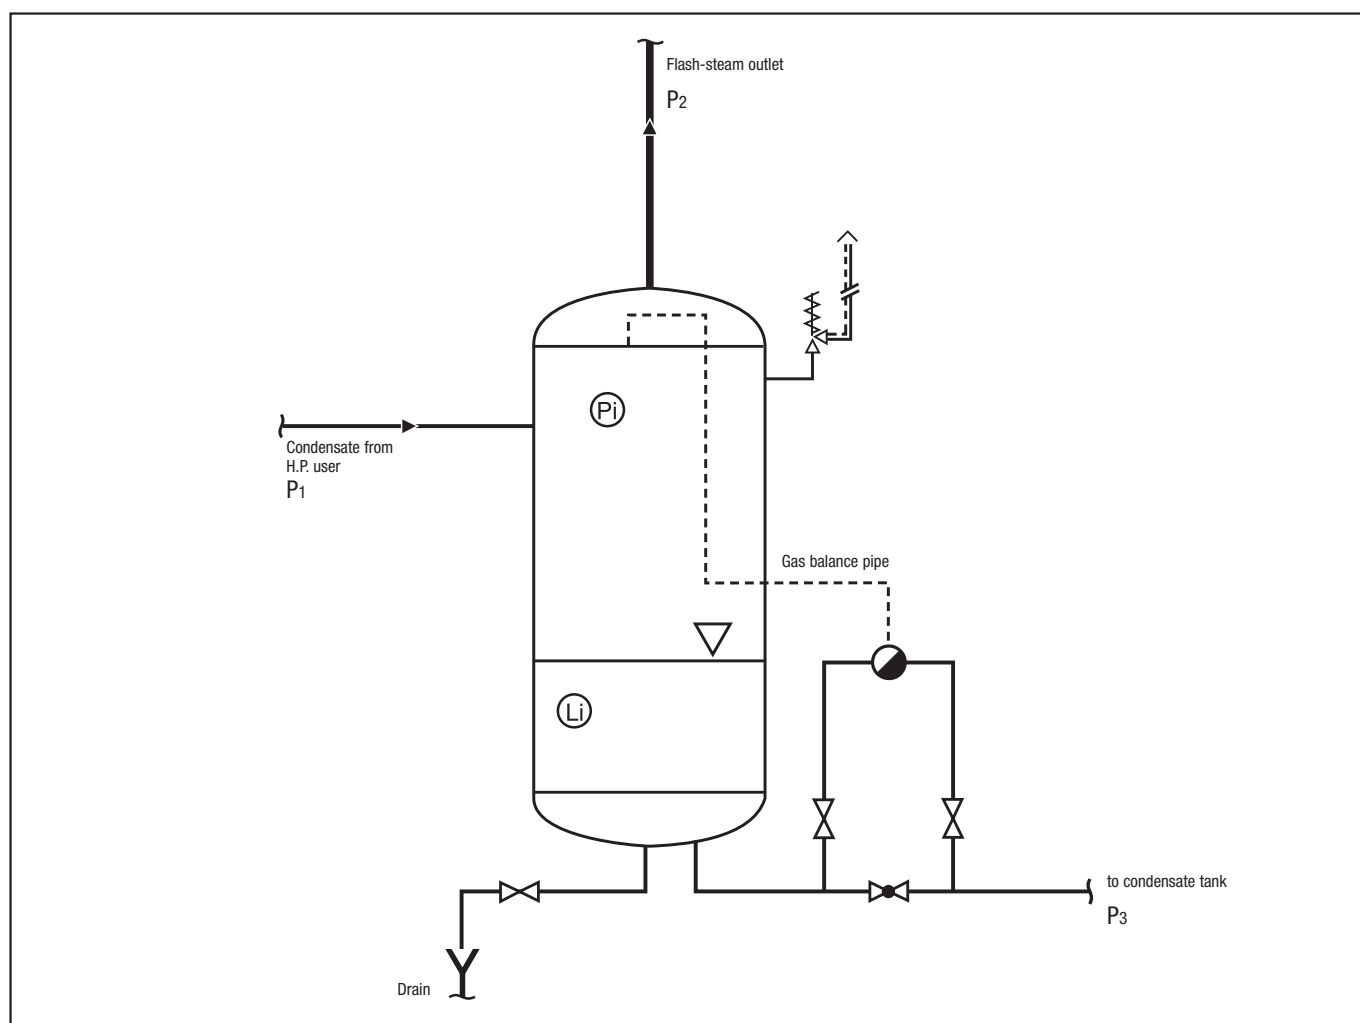 Flash-steam outlet
P2
Pi
Condensate from
H.P. user
P1
Gas balance pipe
Li
to condensate tank
P3
Drain